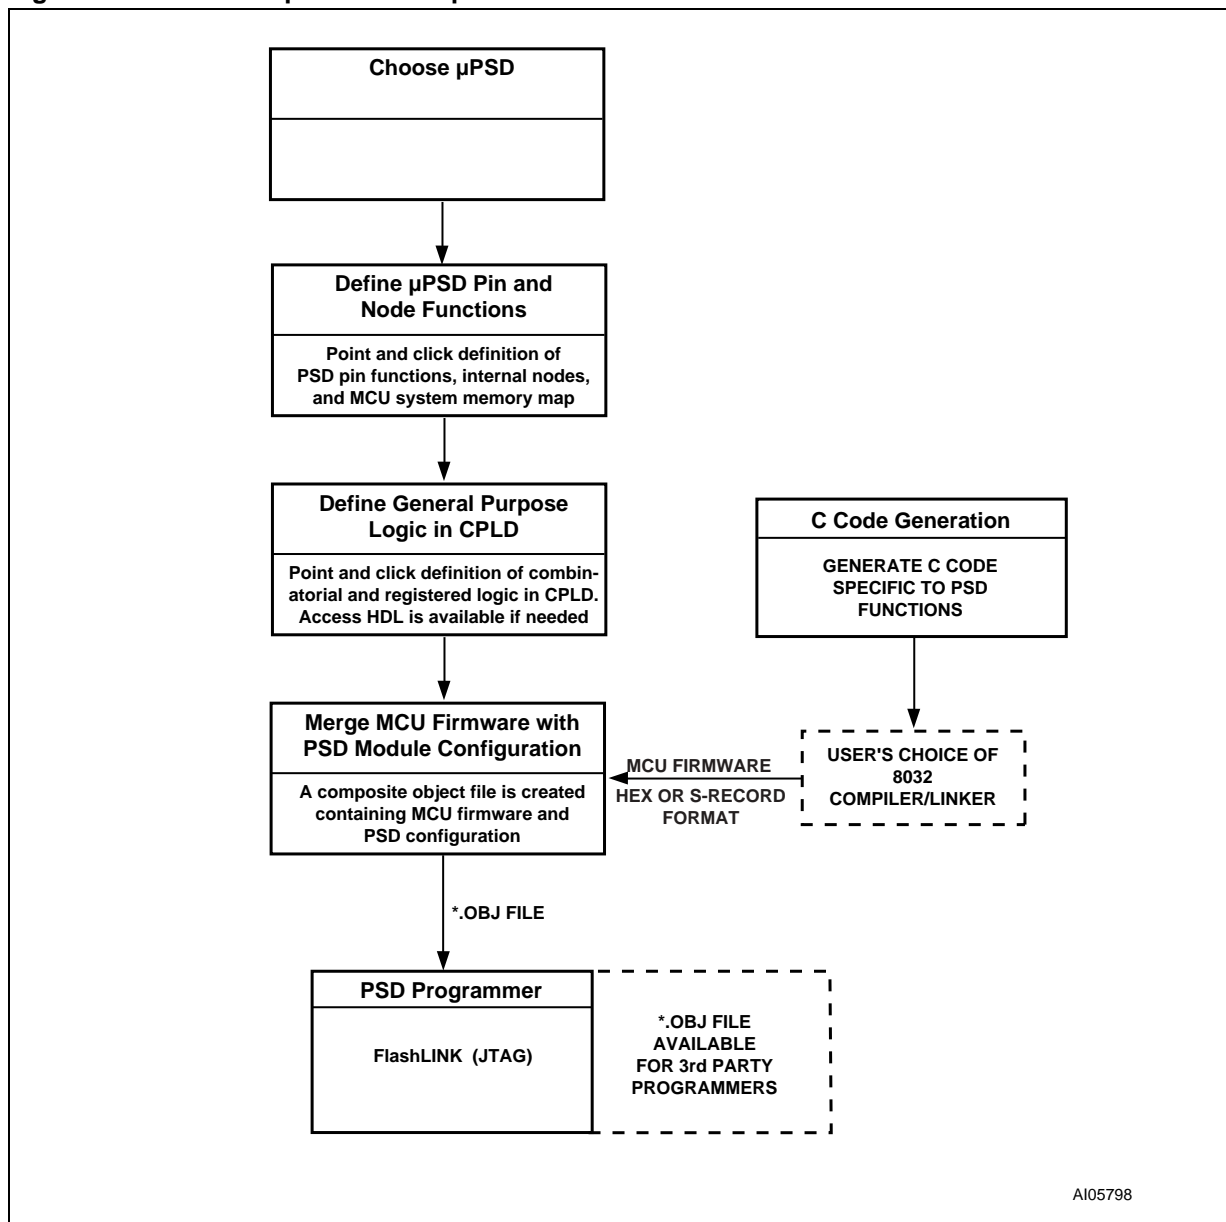 Choose µPSD
Define µPSD Pin and
Node Functions
Point and click definition of
PSD pin functions, internal nodes,
and MCU system memory map
Define General Purpose
Logic in CPLD
Point and click definition of combin-
atorial and registered logic in CPLD.
Access HDL is available if needed
C Code Generation
GENERATE C CODE
SPECIFIC TO PSD
FUNCTIONS
Merge MCU Firmware with
PSD Module Configuration
A composite object file is created
containing MCU firmware and
PSD configuration
MCU FIRMWARE
HEX OR S-RECORD
FORMAT
USER'S CHOICE OF
8032
COMPILER/LINKER
*.OBJ FILE
PSD Programmer
FlashLINK (JTAG)
*.OBJ FILE
AVAILABLE
FOR 3rd PARTY
PROGRAMMERS
AI05798